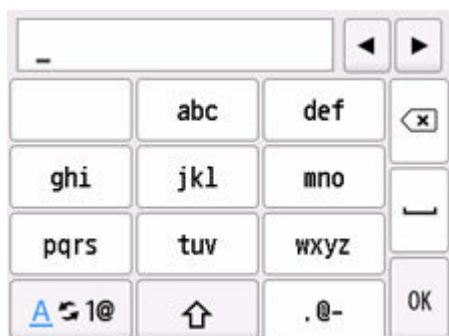 _
abc def
ghi jkl mno
pqrs tuv wxyz
A 1@ .@- OK